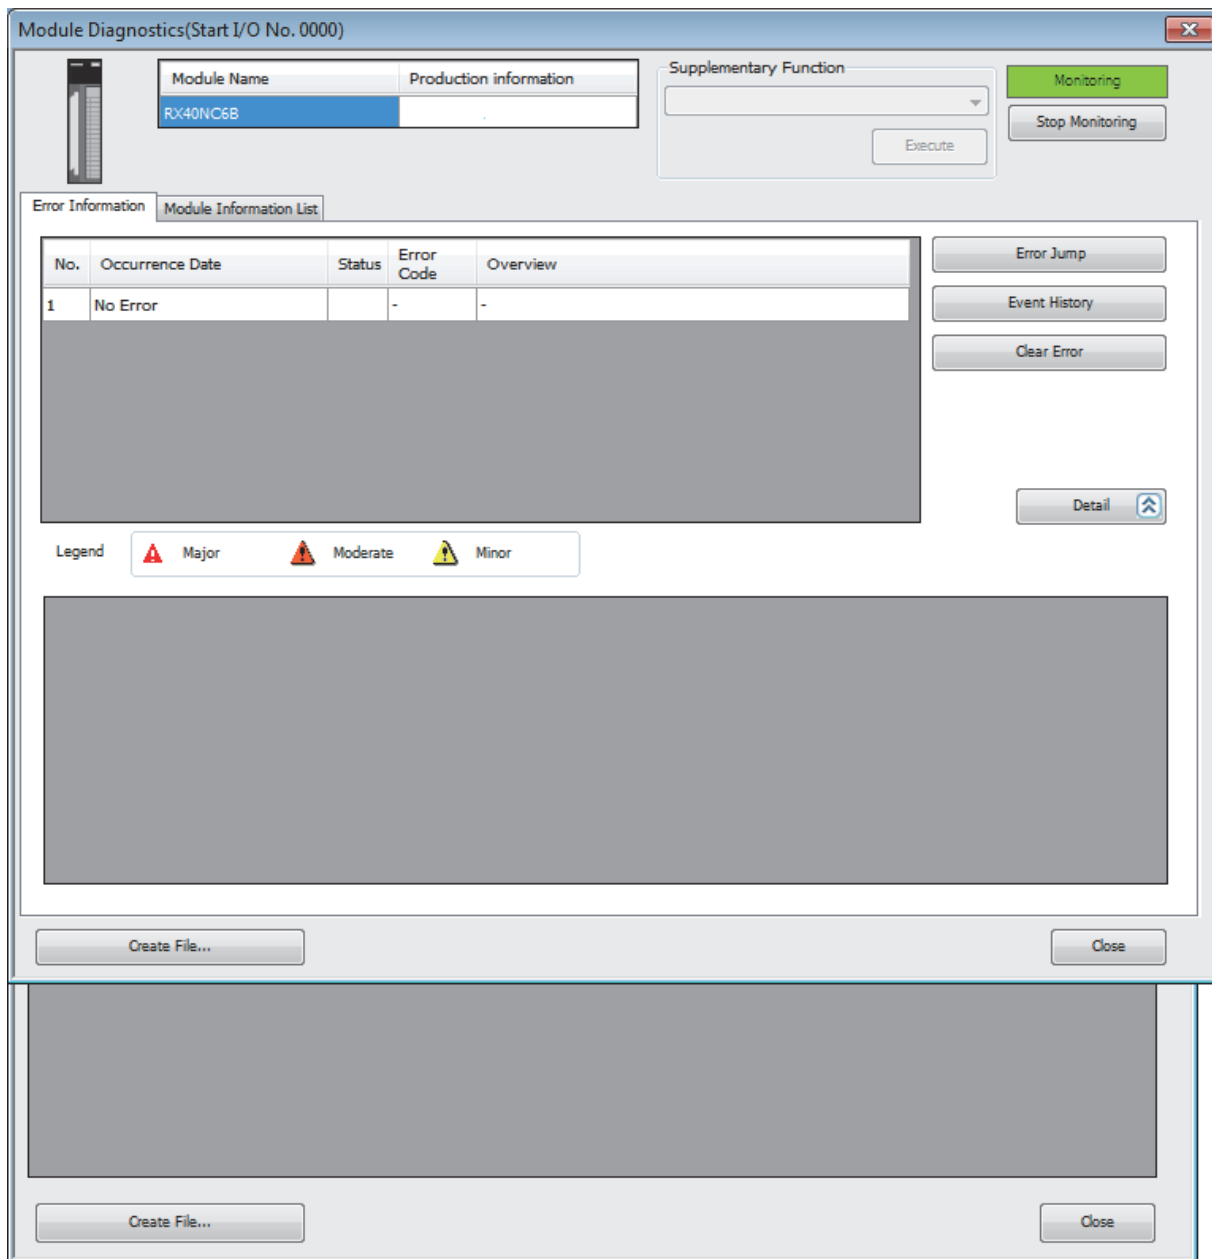 Module Diagnostics(Start I/O No. 0000)
Module Name Production information
RX40NC6B
Supplementary Function
Execute
Monitoring
Stop Monitoring
Error Information Module Information List
No. Occurrence Date Status Error Code Overview
1 No Error - -
Error Jump
Event History
Clear Error
Detail
Legend Major Moderate Minor
Create File... Close
Create File... Close